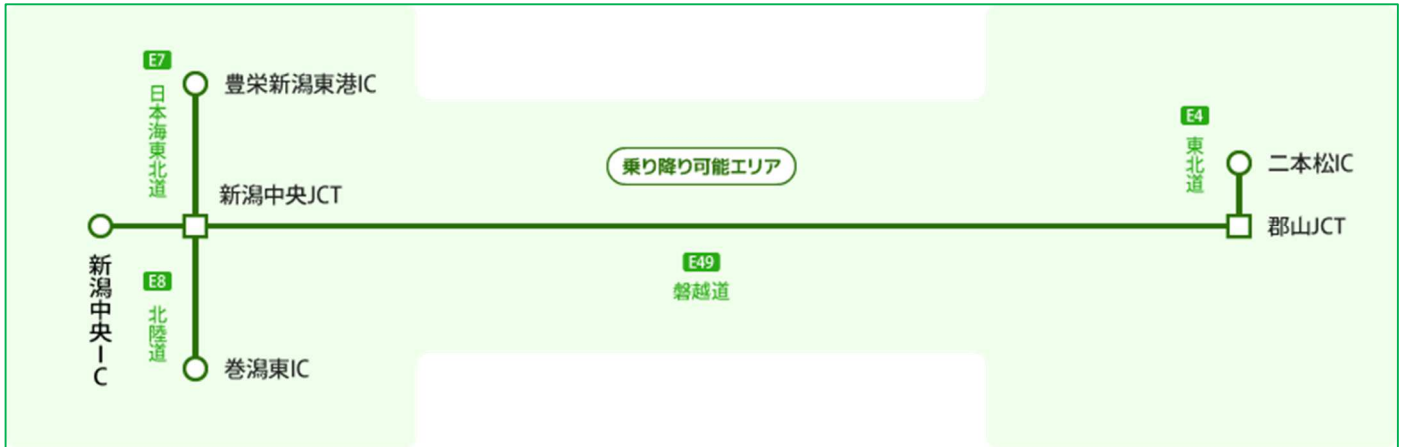 E7
日本海東北道
豊栄新潟東港IC
新潟中央JCT
新潟中央IC
E8
北陸道
巻潟東IC
乗り降り可能エリア
E49
磐越道
E4
東北道
二本松IC
郡山JCT